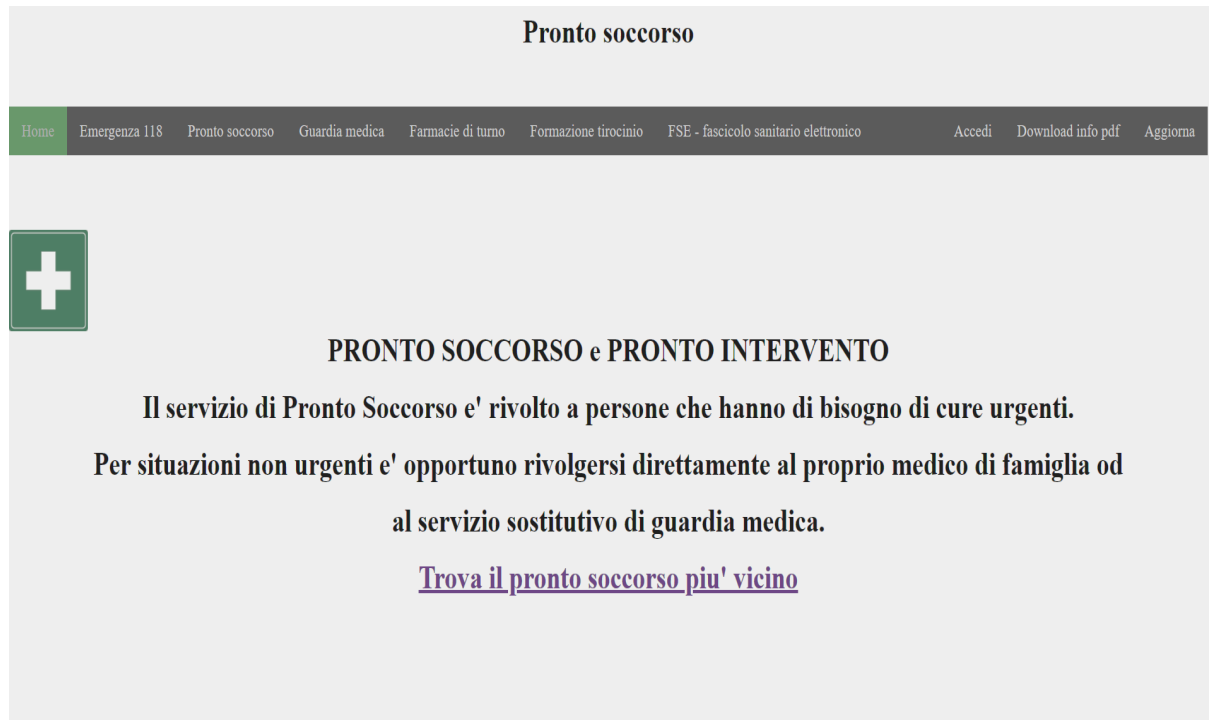 Pronto soccorso
Home Emergenza 118 Pronto soccorso Guardia medica Farmacie di turno Formazione tirocinio FSE - fascicolo sanitario elettronico Accedi Download info pdf Aggiorna
PRONTO SOCCORSO e PRONTO INTERVENTO
Il servizio di Pronto Soccorso e' rivolto a persone che hanno di bisogno di cure urgenti.
Per situazioni non urgenti e' opportuno rivolgersi direttamente al proprio medico di famiglia od
al servizio sostitutivo di guardia medica.
Trova il pronto soccorso piu' vicino